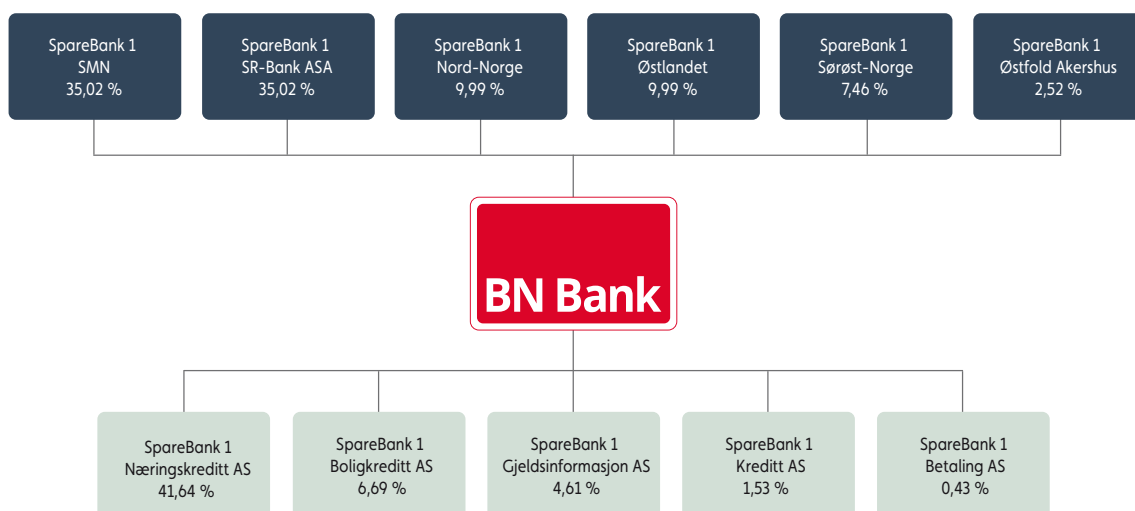 SpareBank 1
SMN
35,02 %
SpareBank 1
SR-Bank ASA
35,02 %
SpareBank 1
Nord-Norge
9,99 %
SpareBank 1
Østlandet
9,99 %
SpareBank 1
Sørøst-Norge
7,46 %
SpareBank 1
Østfold Akershus
2,52 %
BN Bank
SpareBank 1
Næringskreditt AS
41,64 %
SpareBank 1
Boligkreditt AS
6,69 %
SpareBank 1
Gjeldsinformasjon AS
4,61 %
SpareBank 1
Kreditt AS
1,53 %
SpareBank 1
Betaling AS
0,43 %